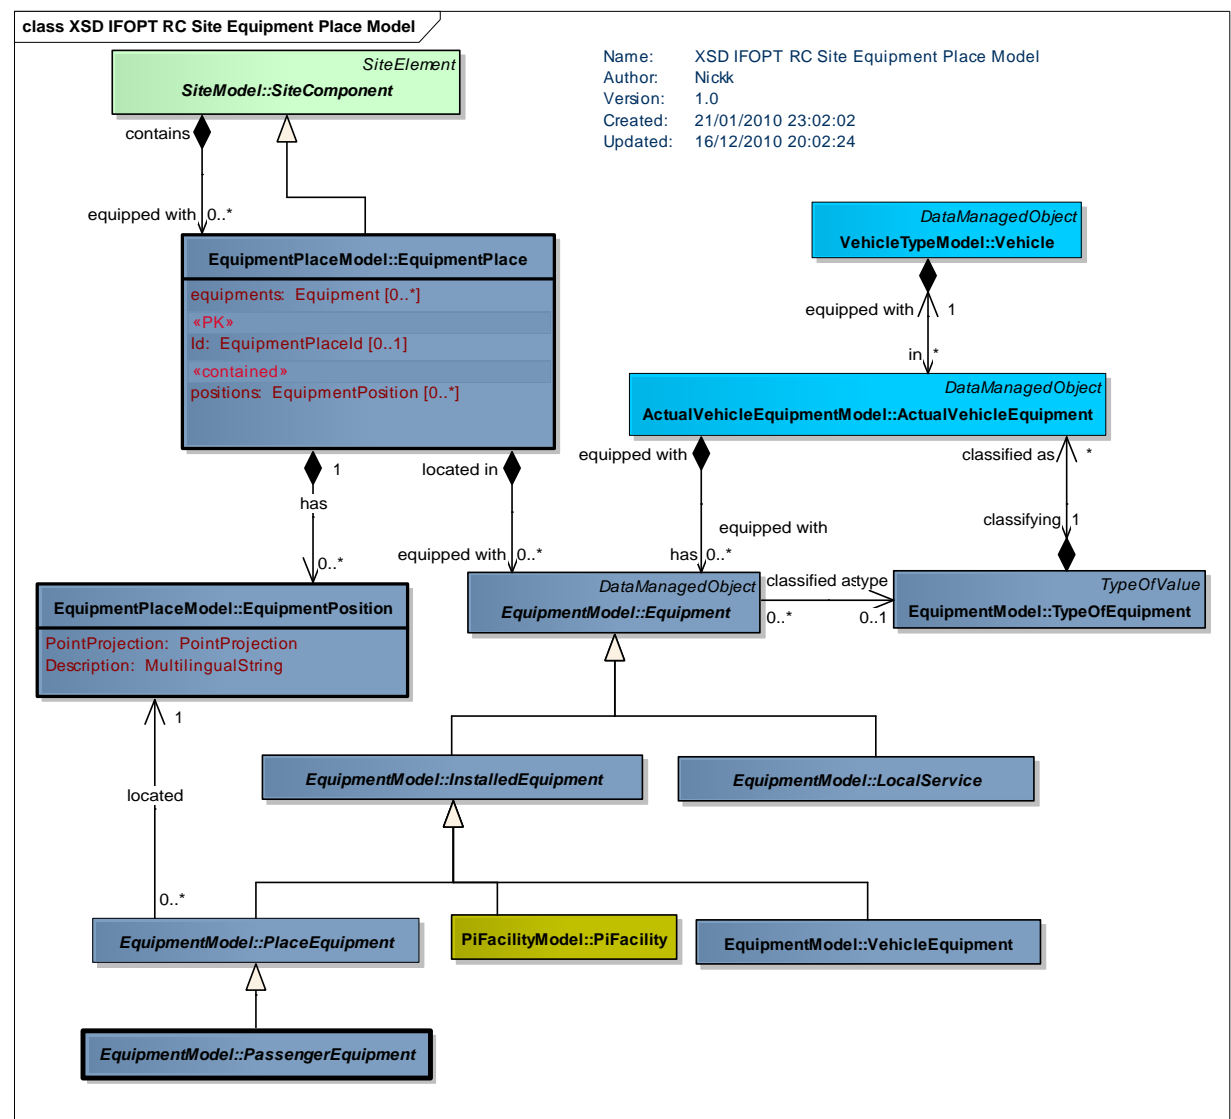 class XSD IFOPT RC Site Equipment Place Model
SiteElement
SiteModel::SiteComponent
Name: XSD IFOPT RC Site Equipment Place Model
Author: Nickk
Version: 1.0
Created: 21/01/2010 23:02:02
Updated: 16/12/2010 20:02:24
contains
equipped with 0..*
EquipmentPlaceModel::EquipmentPlace
equipments: Equipment [0..*]
«PK»
Id: EquipmentPlaceId [0..1]
«contained»
positions: EquipmentPosition [0..*]
DataManagedObject
VehicleTypeModel::Vehicle
equipped with 1
in *
DataManagedObject
ActualVehicleEquipmentModel::ActualVehicleEquipment
1
has
0..*
located in
equipped with 0..*
equipped with
equipped with
has 0..*
classified as *
classifying 1
EquipmentPlaceModel::EquipmentPosition
PointProjection: PointProjection
Description: MultilingualString
DataManagedObject
EquipmentModel::Equipment
classified astype
0..*
0..1
TypeOfValue
EquipmentModel::TypeOfEquipment
1
located
0..*
EquipmentModel::InstalledEquipment
EquipmentModel::LocalService
EquipmentModel::PlaceEquipment
PiFacilityModel::PiFacility
EquipmentModel::VehicleEquipment
EquipmentModel::PassengerEquipment